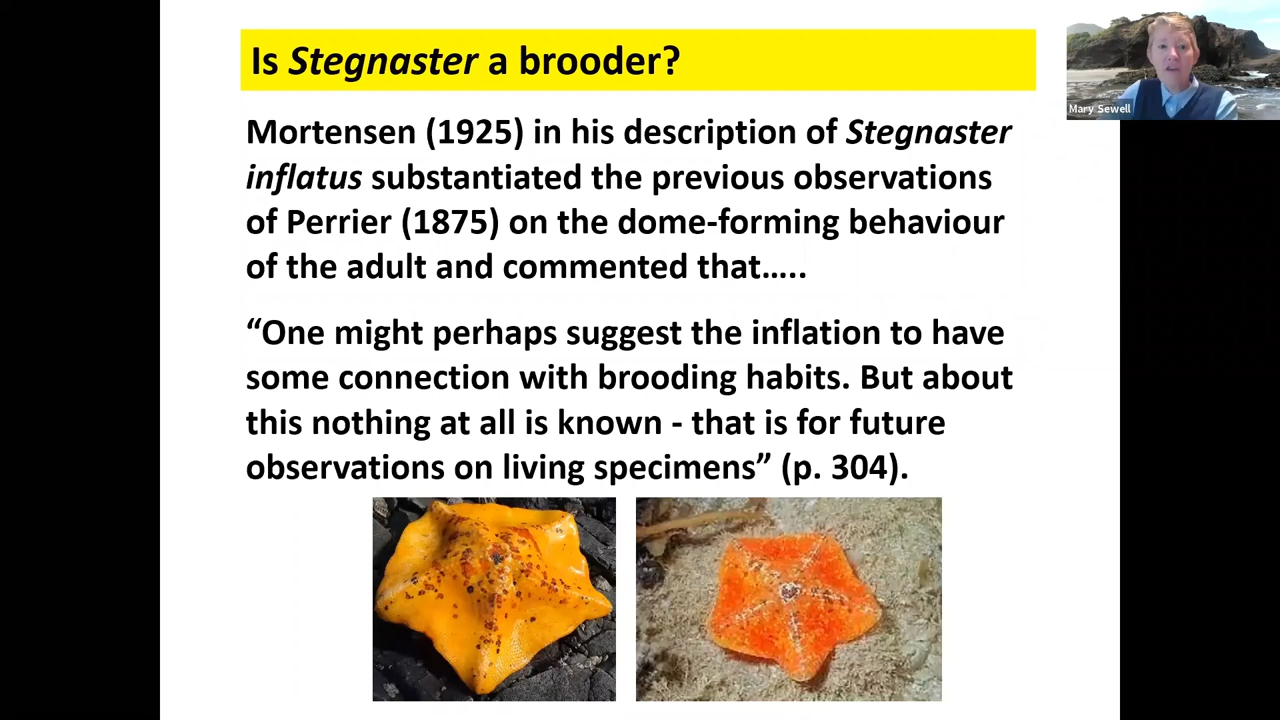 Is Stegnaster a brooder?
Mary Sewell
Mortensen (1925) in his description of Stegnaster
inflatus substantiated the previous observations
of Perrier (1875) on the dome-forming behaviour
of the adult and commented that…..
“One might perhaps suggest the inflation to have
some connection with brooding habits. But about
this nothing at all is known - that is for future
observations on living specimens” (p. 304).